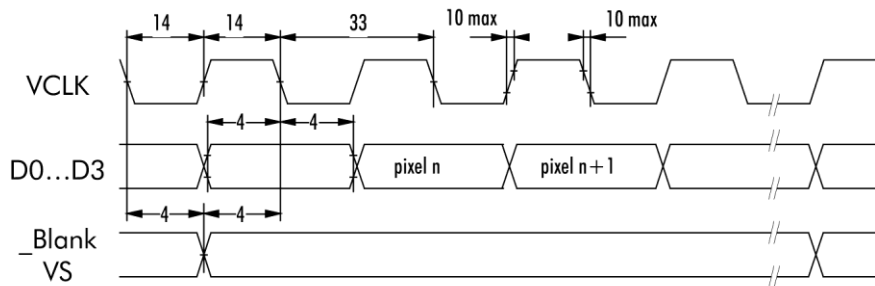 14 14 33 10 max 10 max
VCLK
4 4
D0...D3 pixel n pixel n+1
4 4
_Blank
VS